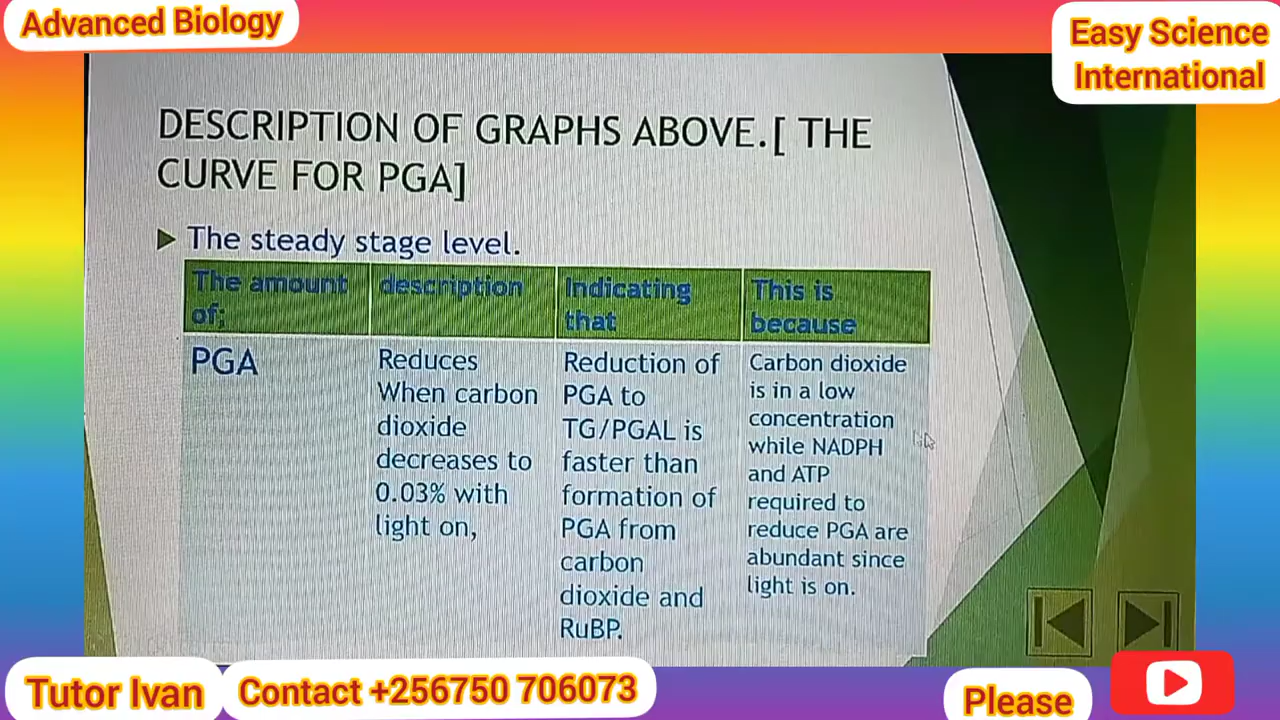 Advanced Biology
Easy Science
International
DESCRIPTION OF GRAPHS ABOVE.[ THE
CURVE FOR PGA]
The steady stage level.
The amount
of;
description
Indicating
that
This is
because
PGA
Reduces
When carbon
dioxide
decreases to
0.03% with
light on,
Reduction of
PGA to
TG/PGAL is
faster than
formation of
PGA from
carbon
dioxide and
RuBP.
Carbon dioxide
is in a low
concentration
while NADPH
and ATP
required to
reduce PGA are
abundant since
light is on.
Tutor Ivan
Contact +256750 706073
Please